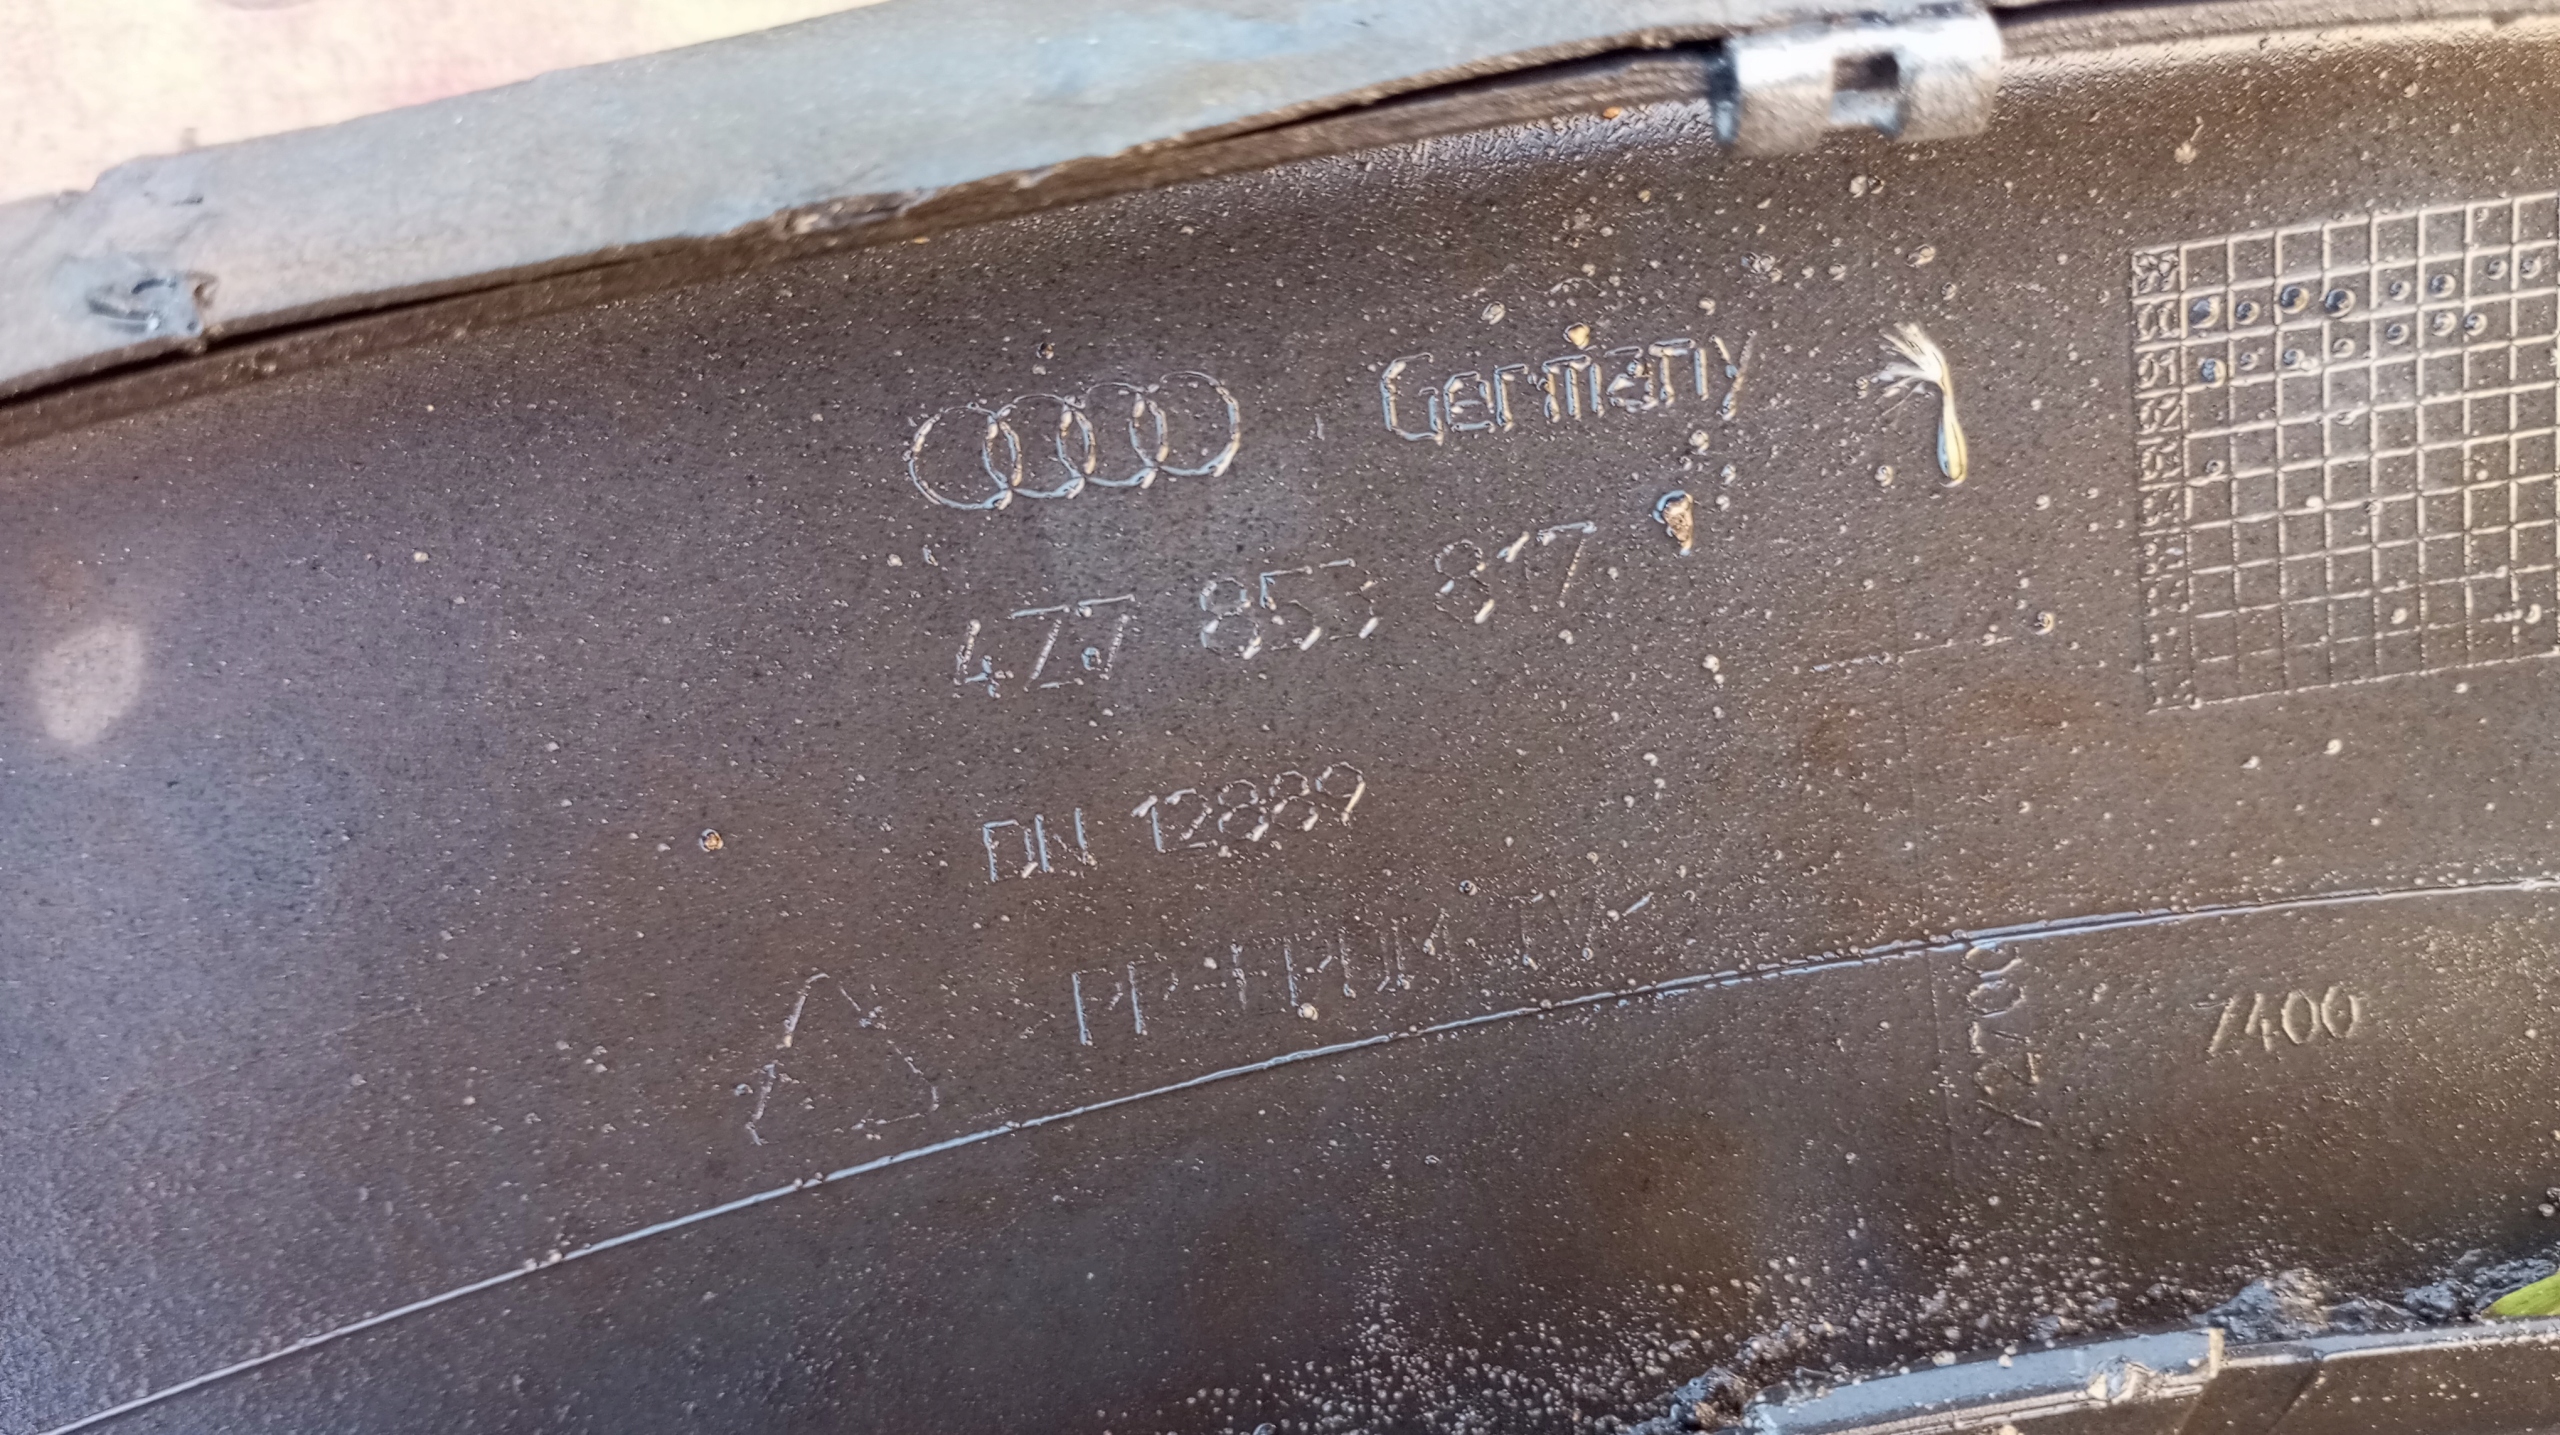 Germany
4Z7 853 817
DN 12889
PP+EPDM-TV
7400